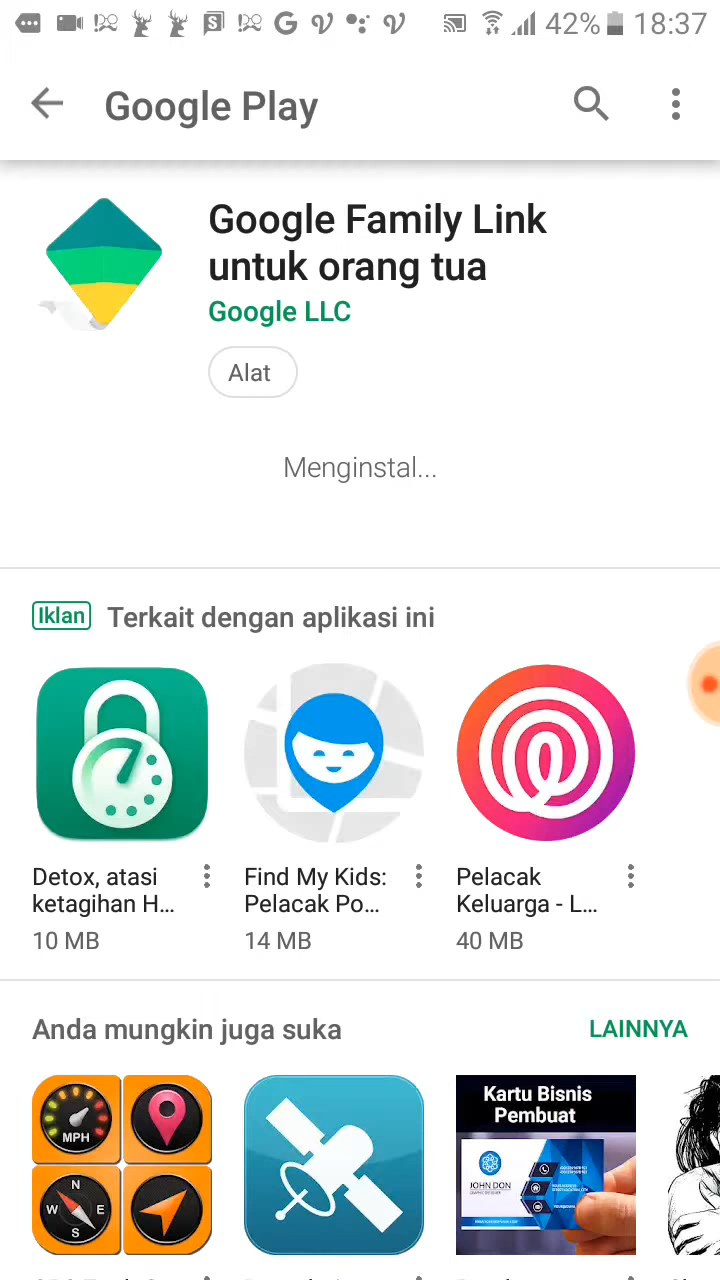 42% 18:37
Google Play
Google Family Link
untuk orang tua
Google LLC
Alat
Menginstal...
Iklan Terkait dengan aplikasi ini
Detox, atasi
ketagihan H...
10 MB
Find My Kids:
Pelacak Po...
14 MB
Pelacak
Keluarga - L...
40 MB
Anda mungkin juga suka LAINNYA
MPH
N
W E
S
Kartu Bisnis
Pembuat
JOHN DON